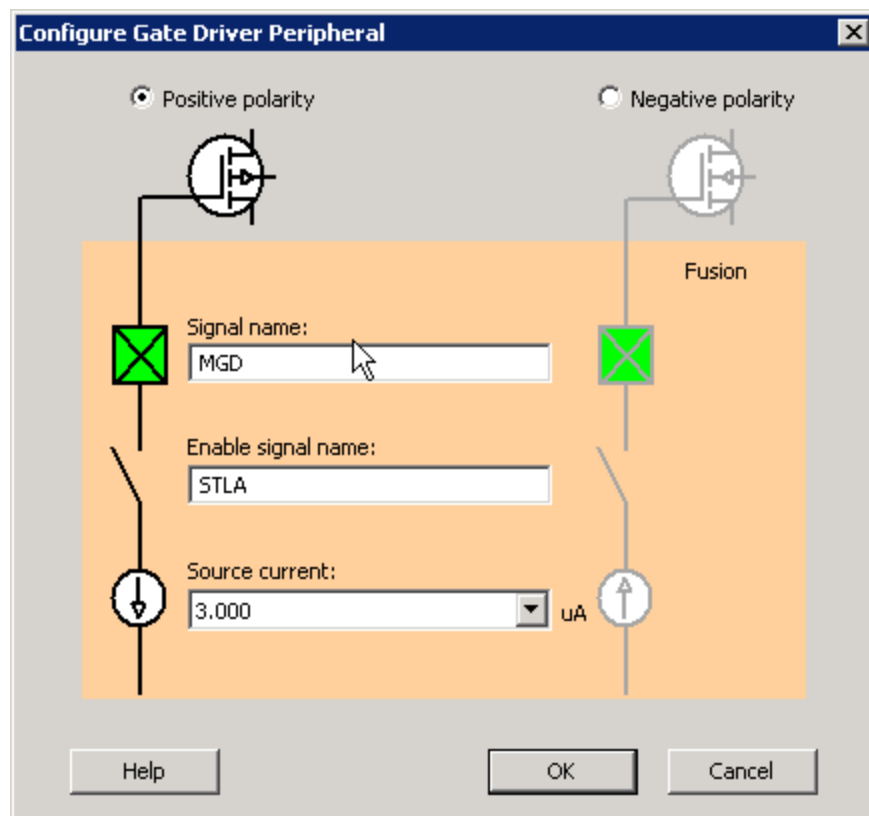 Configure Gate Driver Peripheral
Positive polarity
Negative polarity
Fusion
Signal name:
MGD
Enable signal name:
STLA
Source current:
3.000
uA
Help
OK
Cancel